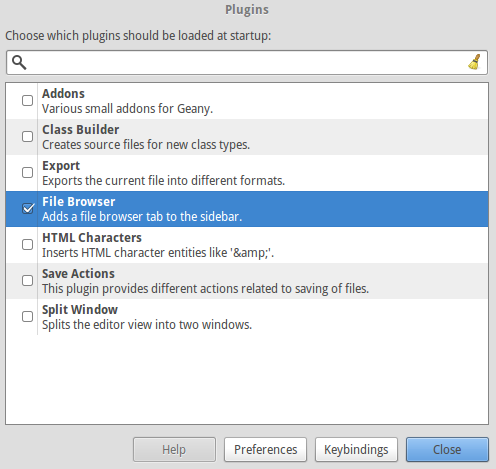 Plugins
Choose which plugins should be loaded at startup:
Addons
Various small addons for Geany.
Class Builder
Creates source files for new class types.
Export
Exports the current file into different formats.
File Browser
Adds a file browser tab to the sidebar.
HTML Characters
Inserts HTML character entities like '&amp;'.
Save Actions
This plugin provides different actions related to saving of files.
Split Window
Splits the editor view into two windows.
Help Preferences Keybindings Close